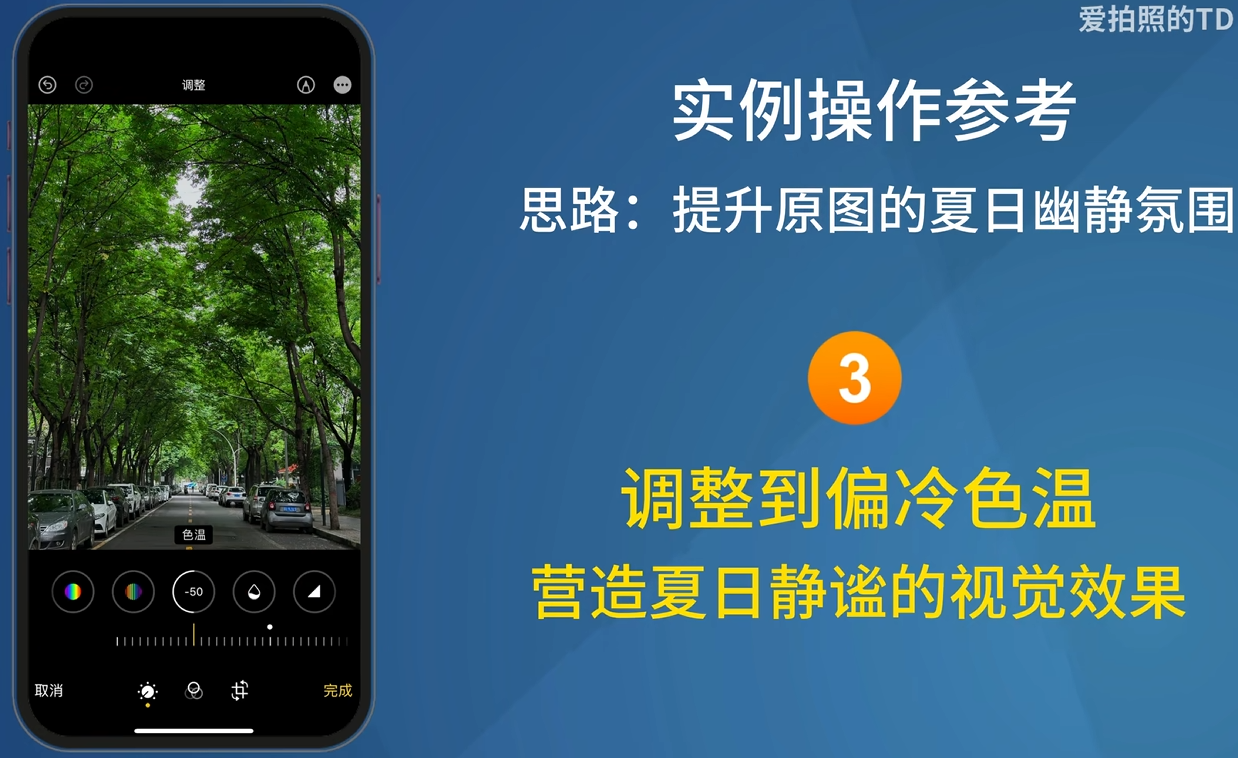 爱拍照的TD
实例操作参考
思路：提升原图的夏日幽静氛围
3
调整到偏冷色温
营造夏日静谧的视觉效果
调整
色温
-50
取消
完成